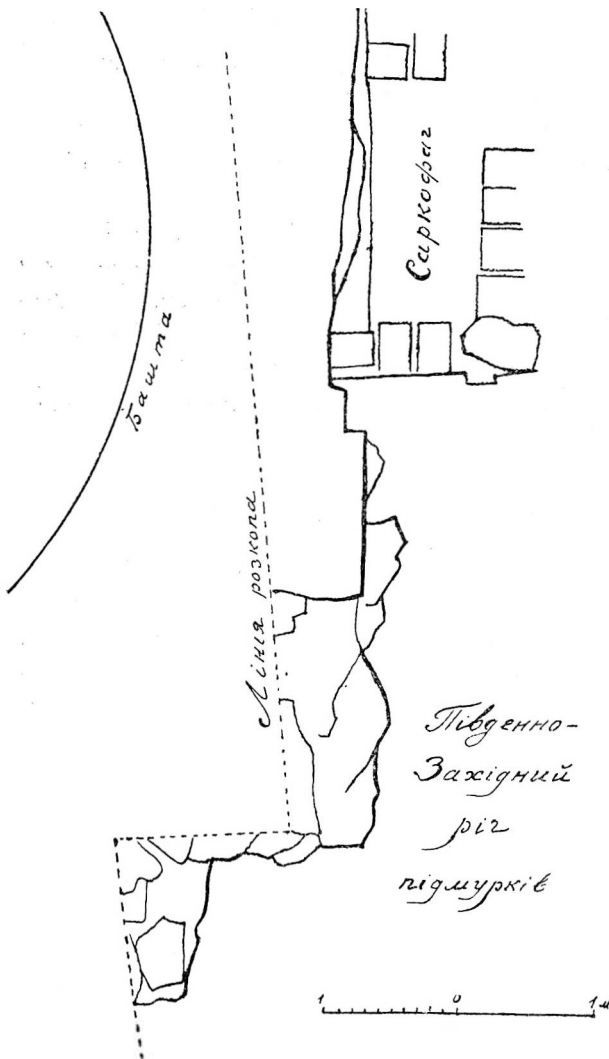 Саркофаг
Башта
Лінія розкопа
Південно-
Західний
ріг
підмурків
1 0 1 м